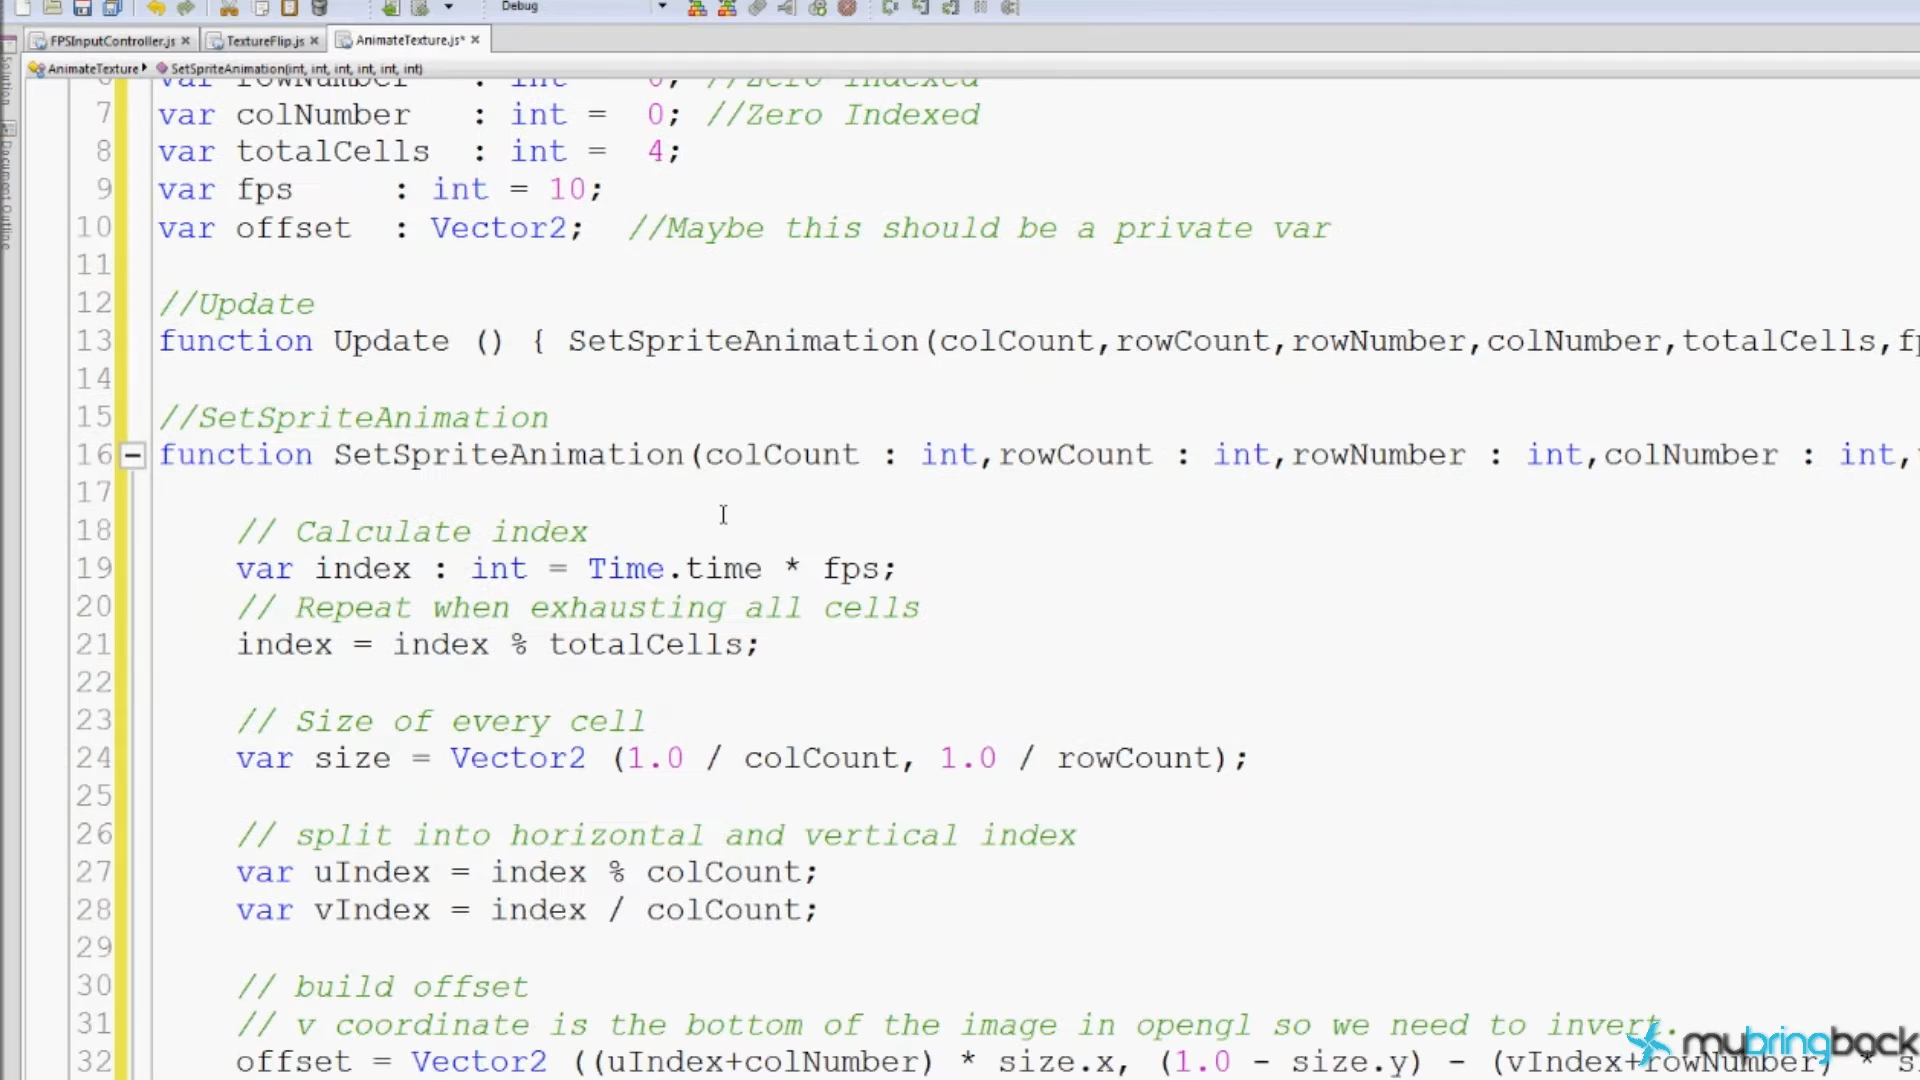 Debug
FPSInputController.js TextureFlip.js AnimateTexture.js*
AnimateTexture SetSpriteAnimation(int, int, int, int, int, int)
var rowNumber : int 0; //Zero Indexed
7 var colNumber : int = 0; //Zero Indexed
8 var totalCells : int = 4;
9 var fps : int = 10;
10 var offset : Vector2; //Maybe this should be a private var
11
12 //Update
13 function Update () { SetSpriteAnimation(colCount,rowCount,rowNumber,colNumber,totalCells,fp
14
15 //SetSpriteAnimation
16 function SetSpriteAnimation(colCount : int,rowCount : int,rowNumber : int,colNumber : int,
17
18 // Calculate index
19 var index : int = Time.time * fps;
20 // Repeat when exhausting all cells
21 index = index % totalCells;
22
23 // Size of every cell
24 var size = Vector2 (1.0 / colCount, 1.0 / rowCount);
25
26 // split into horizontal and vertical index
27 var uIndex = index % colCount;
28 var vIndex = index / colCount;
29
30 // build offset
31 // v coordinate is the bottom of the image in opengl so we need to invert.
32 offset = Vector2 ((uIndex+colNumber) * size.x, (1.0 - size.y) - (vIndex+rowNumber) * s
mybringback
Solution
Document Outline